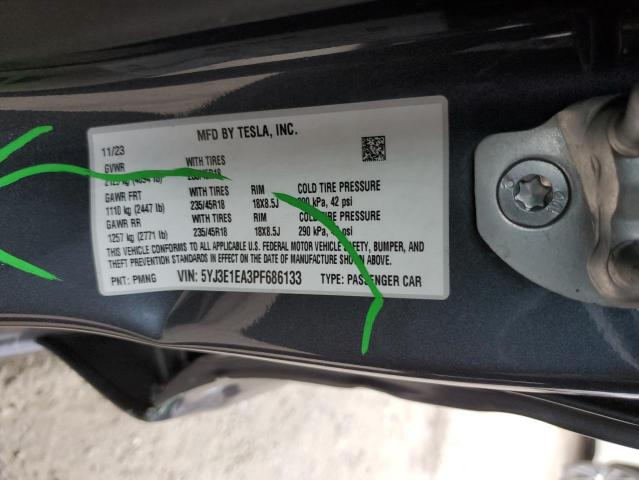 MFD BY TESLA, INC.
11/23
GVWR WITH TIRES
235/45R18
GAWR FRT WITH TIRES RIM COLD TIRE PRESSURE
1110 kg (2447 lb) 235/45R18 18X8.5J kPa, 42 psi
GAWR RR WITH TIRES RIM COLD TIRE PRESSURE
1257 kg (2771 lb) 235/45R18 18X8.5J 290 kPa, psi
THIS VEHICLE CONFORMS TO ALL APPLICABLE U.S. FEDERAL MOTOR VEHICLE SAFETY, BUMPER, AND
THEFT PREVENTION STANDARDS IN EFFECT ON THE DATE OF MANUFACTURE SHOWN ABOVE.
PNT: PMNG VIN: 5YJ3E1EA3PF686133 TYPE: PASSENGER CAR